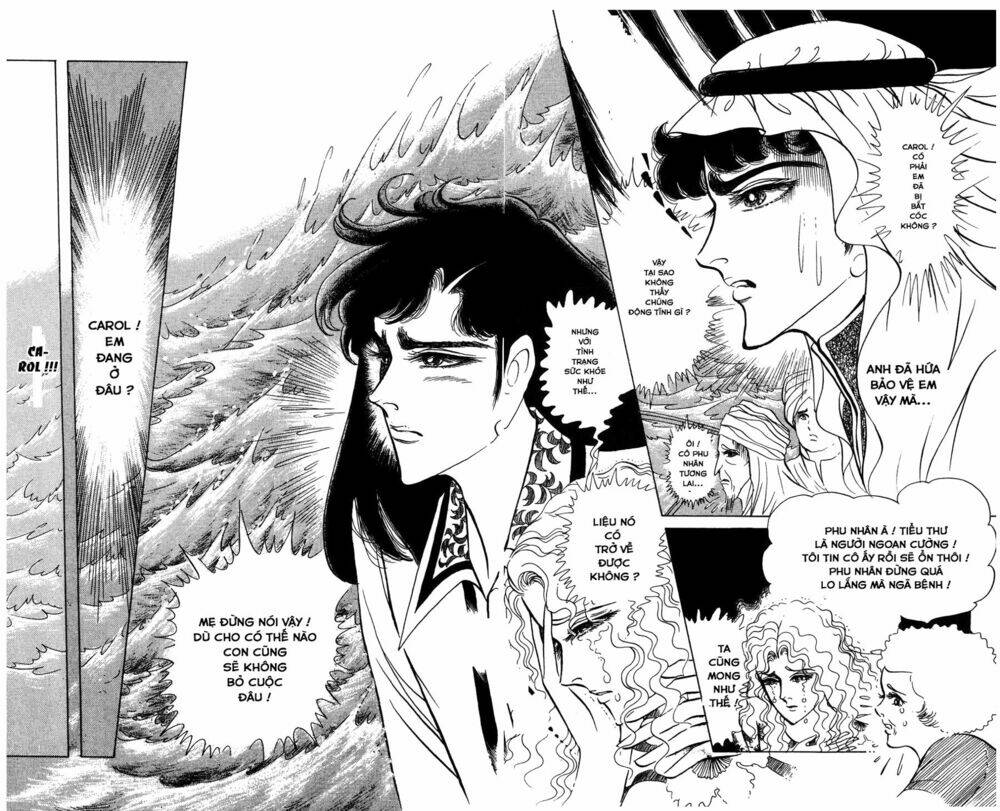 CAROL !
CÓ
PHẢI
EM
ĐÃ
BỊ
BẮT
CÓC
KHÔNG ?
VẬY
TẠI SAO
KHÔNG
THẤY
CHÚNG
ĐỘNG TĨNH GÌ ?
ANH ĐÃ HỨA
BẢO VỆ EM
VẬY MÀ...
ÔI !
CÔ PHU
NHÂN
TƯƠNG
LAI...
NHƯNG
VỚI
TÌNH
TRẠNG
SỨC KHỎE
NHƯ
THẾ...
PHU NHÂN À ! TIỂU THƯ
LÀ NGƯỜI NGOAN CƯỜNG !
TÔI TIN CÔ ẤY RỒI SẼ ỔN THÔI !
PHU NHÂN ĐỪNG QUÁ
LO LẮNG MÀ NGÃ BỆNH !
TA
CŨNG
MONG
NHƯ
THẾ !
LIỆU NÓ
CÓ
TRỞ VỀ
ĐƯỢC
KHÔNG ?
MẸ ĐỪNG NÓI VẬY !
DÙ CHO CÓ THẾ NÀO
CON CŨNG
SẼ KHÔNG
BỎ CUỘC
ĐÂU !
CAROL !
EM
ĐANG
Ở
ĐÂU ?
CA-
ROL !!!